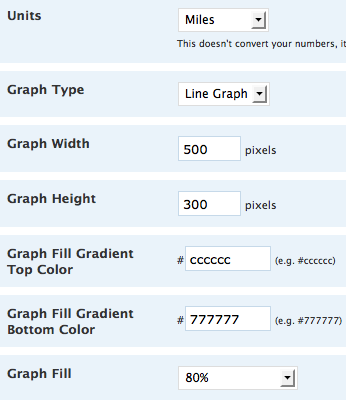 Units Miles
This doesn't convert your numbers, it
Graph Type Line Graph
Graph Width 500 pixels
Graph Height 300 pixels
Graph Fill Gradient
Top Color # cccccc (e.g. #cccccc)
Graph Fill Gradient
Bottom Color # 777777 (e.g. #777777)
Graph Fill 80%